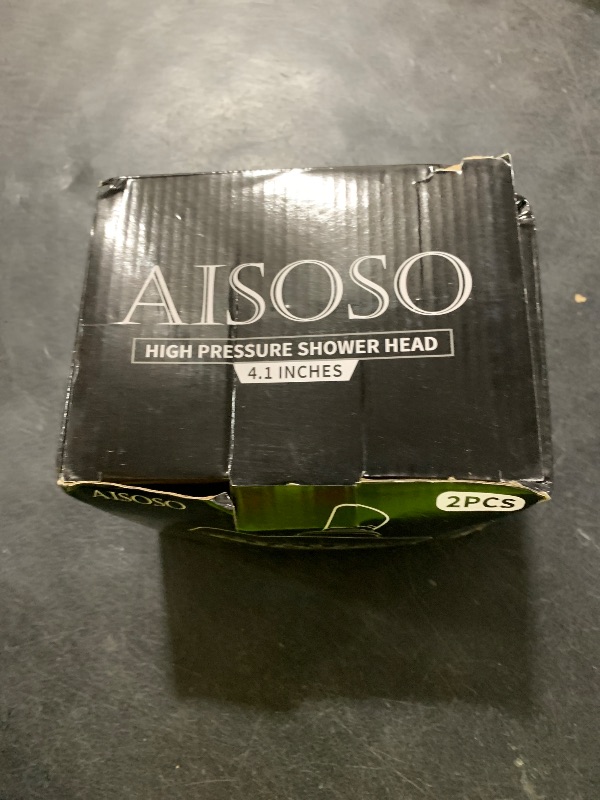 AISOSO
HIGH PRESSURE SHOWER HEAD
4.1 INCHES
AISOSO
2PCS